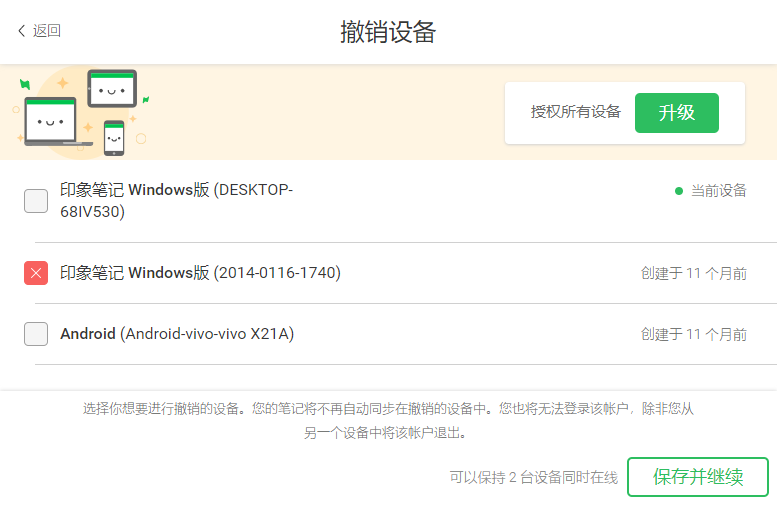 返回
撤销设备
授权所有设备
升级
印象笔记 Windows版 (DESKTOP-
68IV530)
当前设备
印象笔记 Windows版 (2014-0116-1740)
创建于 11 个月前
Android (Android-vivo-vivo X21A)
创建于 11 个月前
选择你想要进行撤销的设备。您的笔记将不再自动同步在撤销的设备中。您也将无法登录该帐户，除非您从
另一个设备中将该帐户退出。
可以保持 2 台设备同时在线
保存并继续